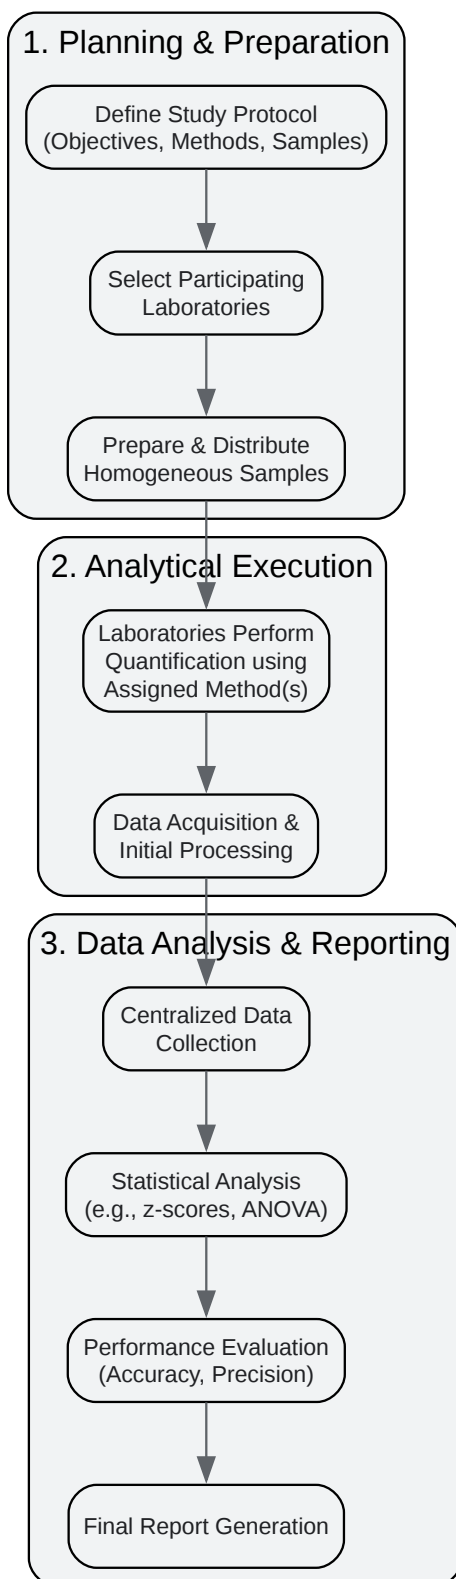 1. Planning & Preparation
Define Study Protocol
(Objectives, Methods, Samples)
Select Participating
Laboratories
Prepare & Distribute
Homogeneous Samples
2. Analytical Execution
Laboratories Perform
Quantification using
Assigned Method(s)
Data Acquisition &
Initial Processing
3. Data Analysis & Reporting
Centralized Data
Collection
Statistical Analysis
(e.g., z-scores, ANOVA)
Performance Evaluation
(Accuracy, Precision)
Final Report Generation